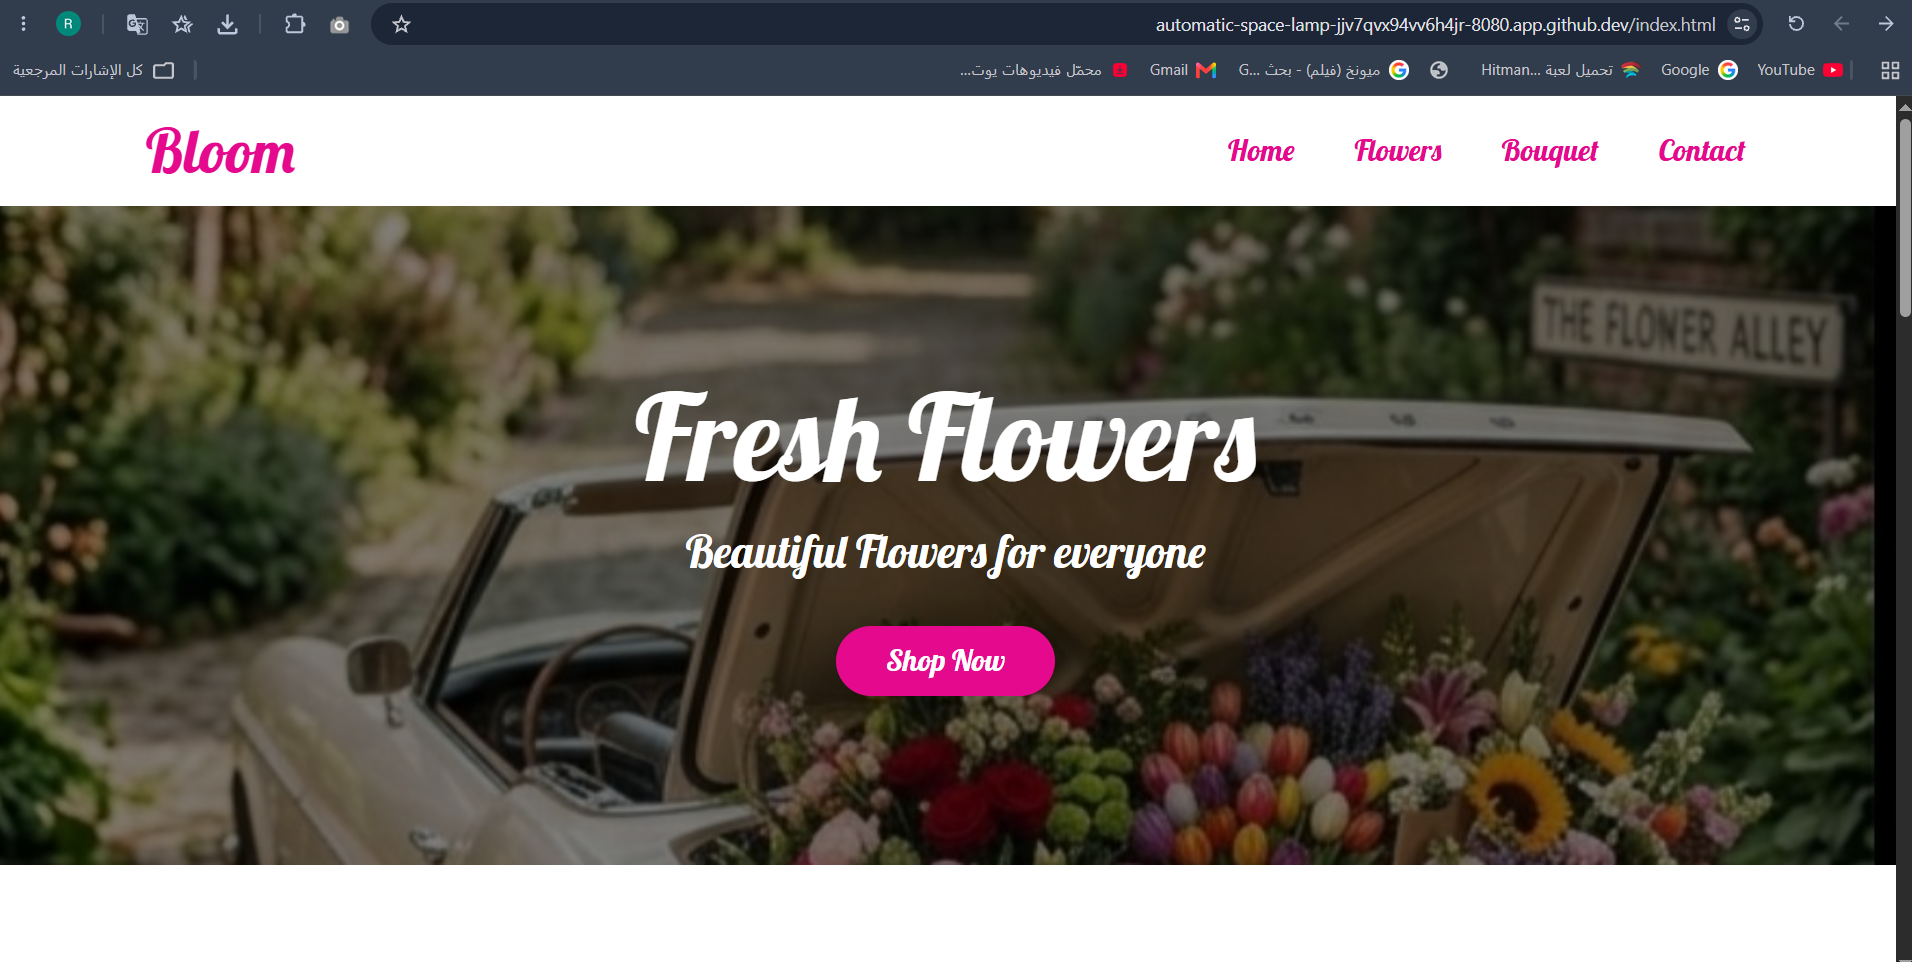 R
automatic-space-lamp-jjv7qvx94vv6h4jr-8080.app.github.dev/index.html
YouTube
Google
تحميل لعبة Hitman...
ميونخ (فيلم) - بحث G...
Gmail
محمّل فيديوهات يوت...
كل الإشارات المرجعية
Bloom
Home Flowers Bouquet Contact
THE FLOWER ALLEY
Fresh Flowers
Beautiful Flowers for everyone
Shop Now